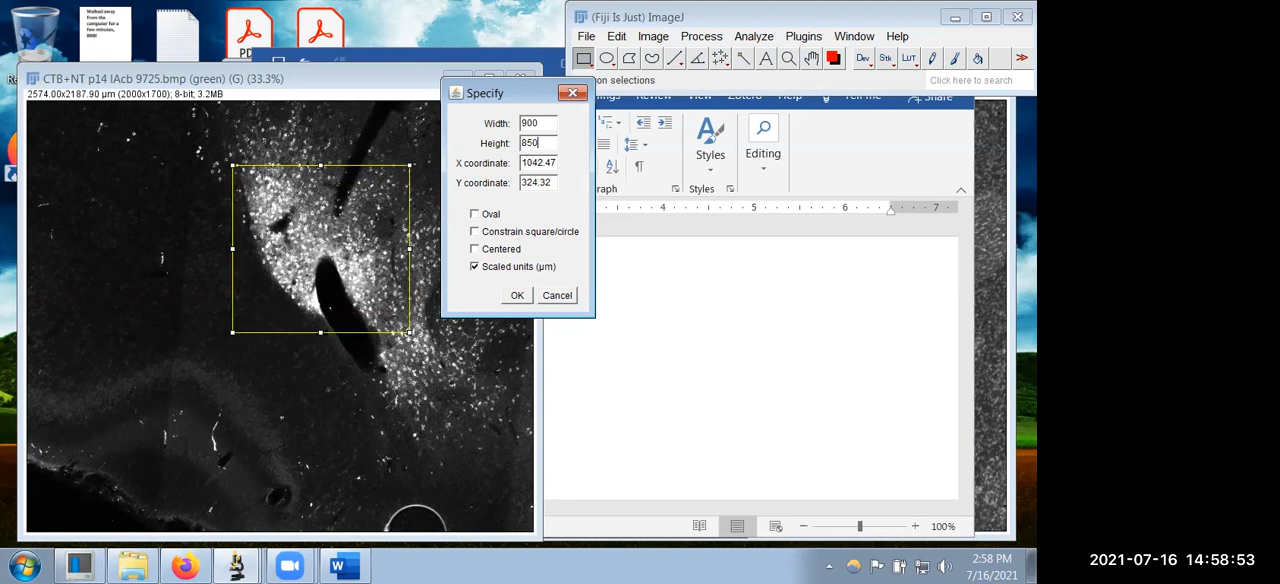 Walked away
from the
computer for a
few minutes,
BRB!
PD
(Fiji Is Just) ImageJ
File Edit Image Process Analyze Plugins Window Help
Dev Stk LUT
on selections
Click here to search
CTB+NT p14 IAcb 9725.bmp (green) (G) (33.3%)
2574.00x2187.90 µm (2000x1700); 8-bit; 3.2MB
Specify
Width: 900
Height: 850
X coordinate: 1042.47
Y coordinate: 324.32
Oval
Constrain square/circle
Centered
Scaled units (µm)
OK Cancel
Review Zotero Help Tell me Share
Styles Editing
raph Styles
4 5 6 7
100%
2:58 PM
7/16/2021
2021-07-16 14:58:53